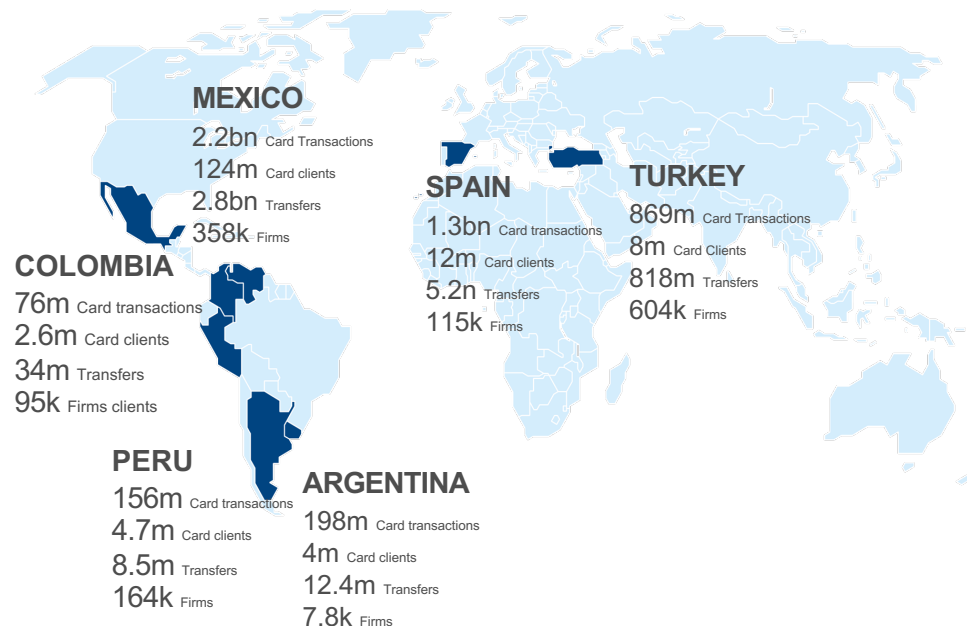 MEXICO
2.2bn Card Transactions
124m Card clients
2.8bn Transfers
358k Firms
SPAIN
1.3bn Card transactions
12m Card clients
5.2n Transfers
115k Firms
TURKEY
869m Card Transactions
8m Card Clients
818m Transfers
604k Firms
COLOMBIA
76m Card transactions
2.6m Card clients
34m Transfers
95k Firms clients
PERU
156m Card transactions
4.7m Card clients
8.5m Transfers
164k Firms
ARGENTINA
198m Card transactions
4m Card clients
12.4m Transfers
7.8k Firms